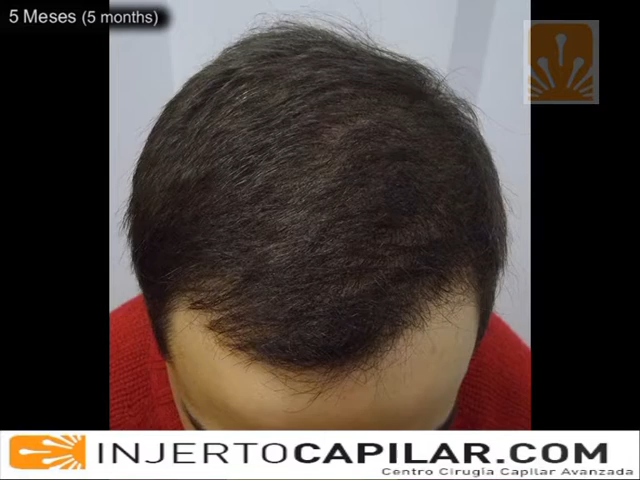 5 Meses (5 months)
INJERTOCAPILAR.COM
Centro Cirugía Capilar Avanzada